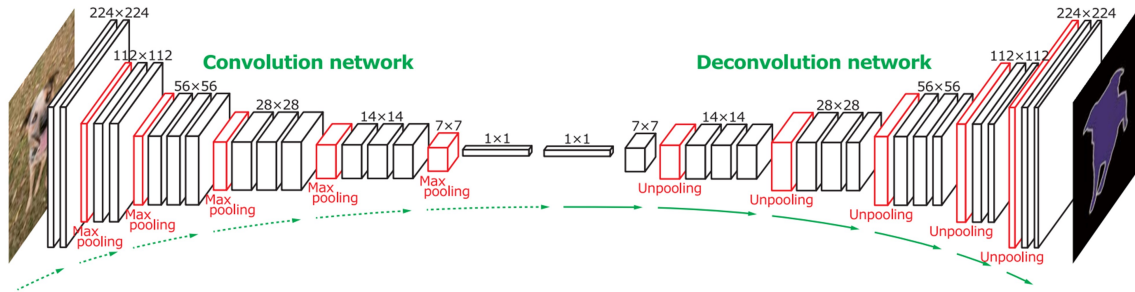 224×224
112×112
56×56
28×28
14×14
7×7
1×1
1×1
7×7
14×14
28×28
56×56
112×112
224×224
Convolution network
Deconvolution network
Max
pooling
Max
pooling
Max
pooling
Max
pooling
Max
pooling
Unpooling
Unpooling
Unpooling
Unpooling
Unpooling